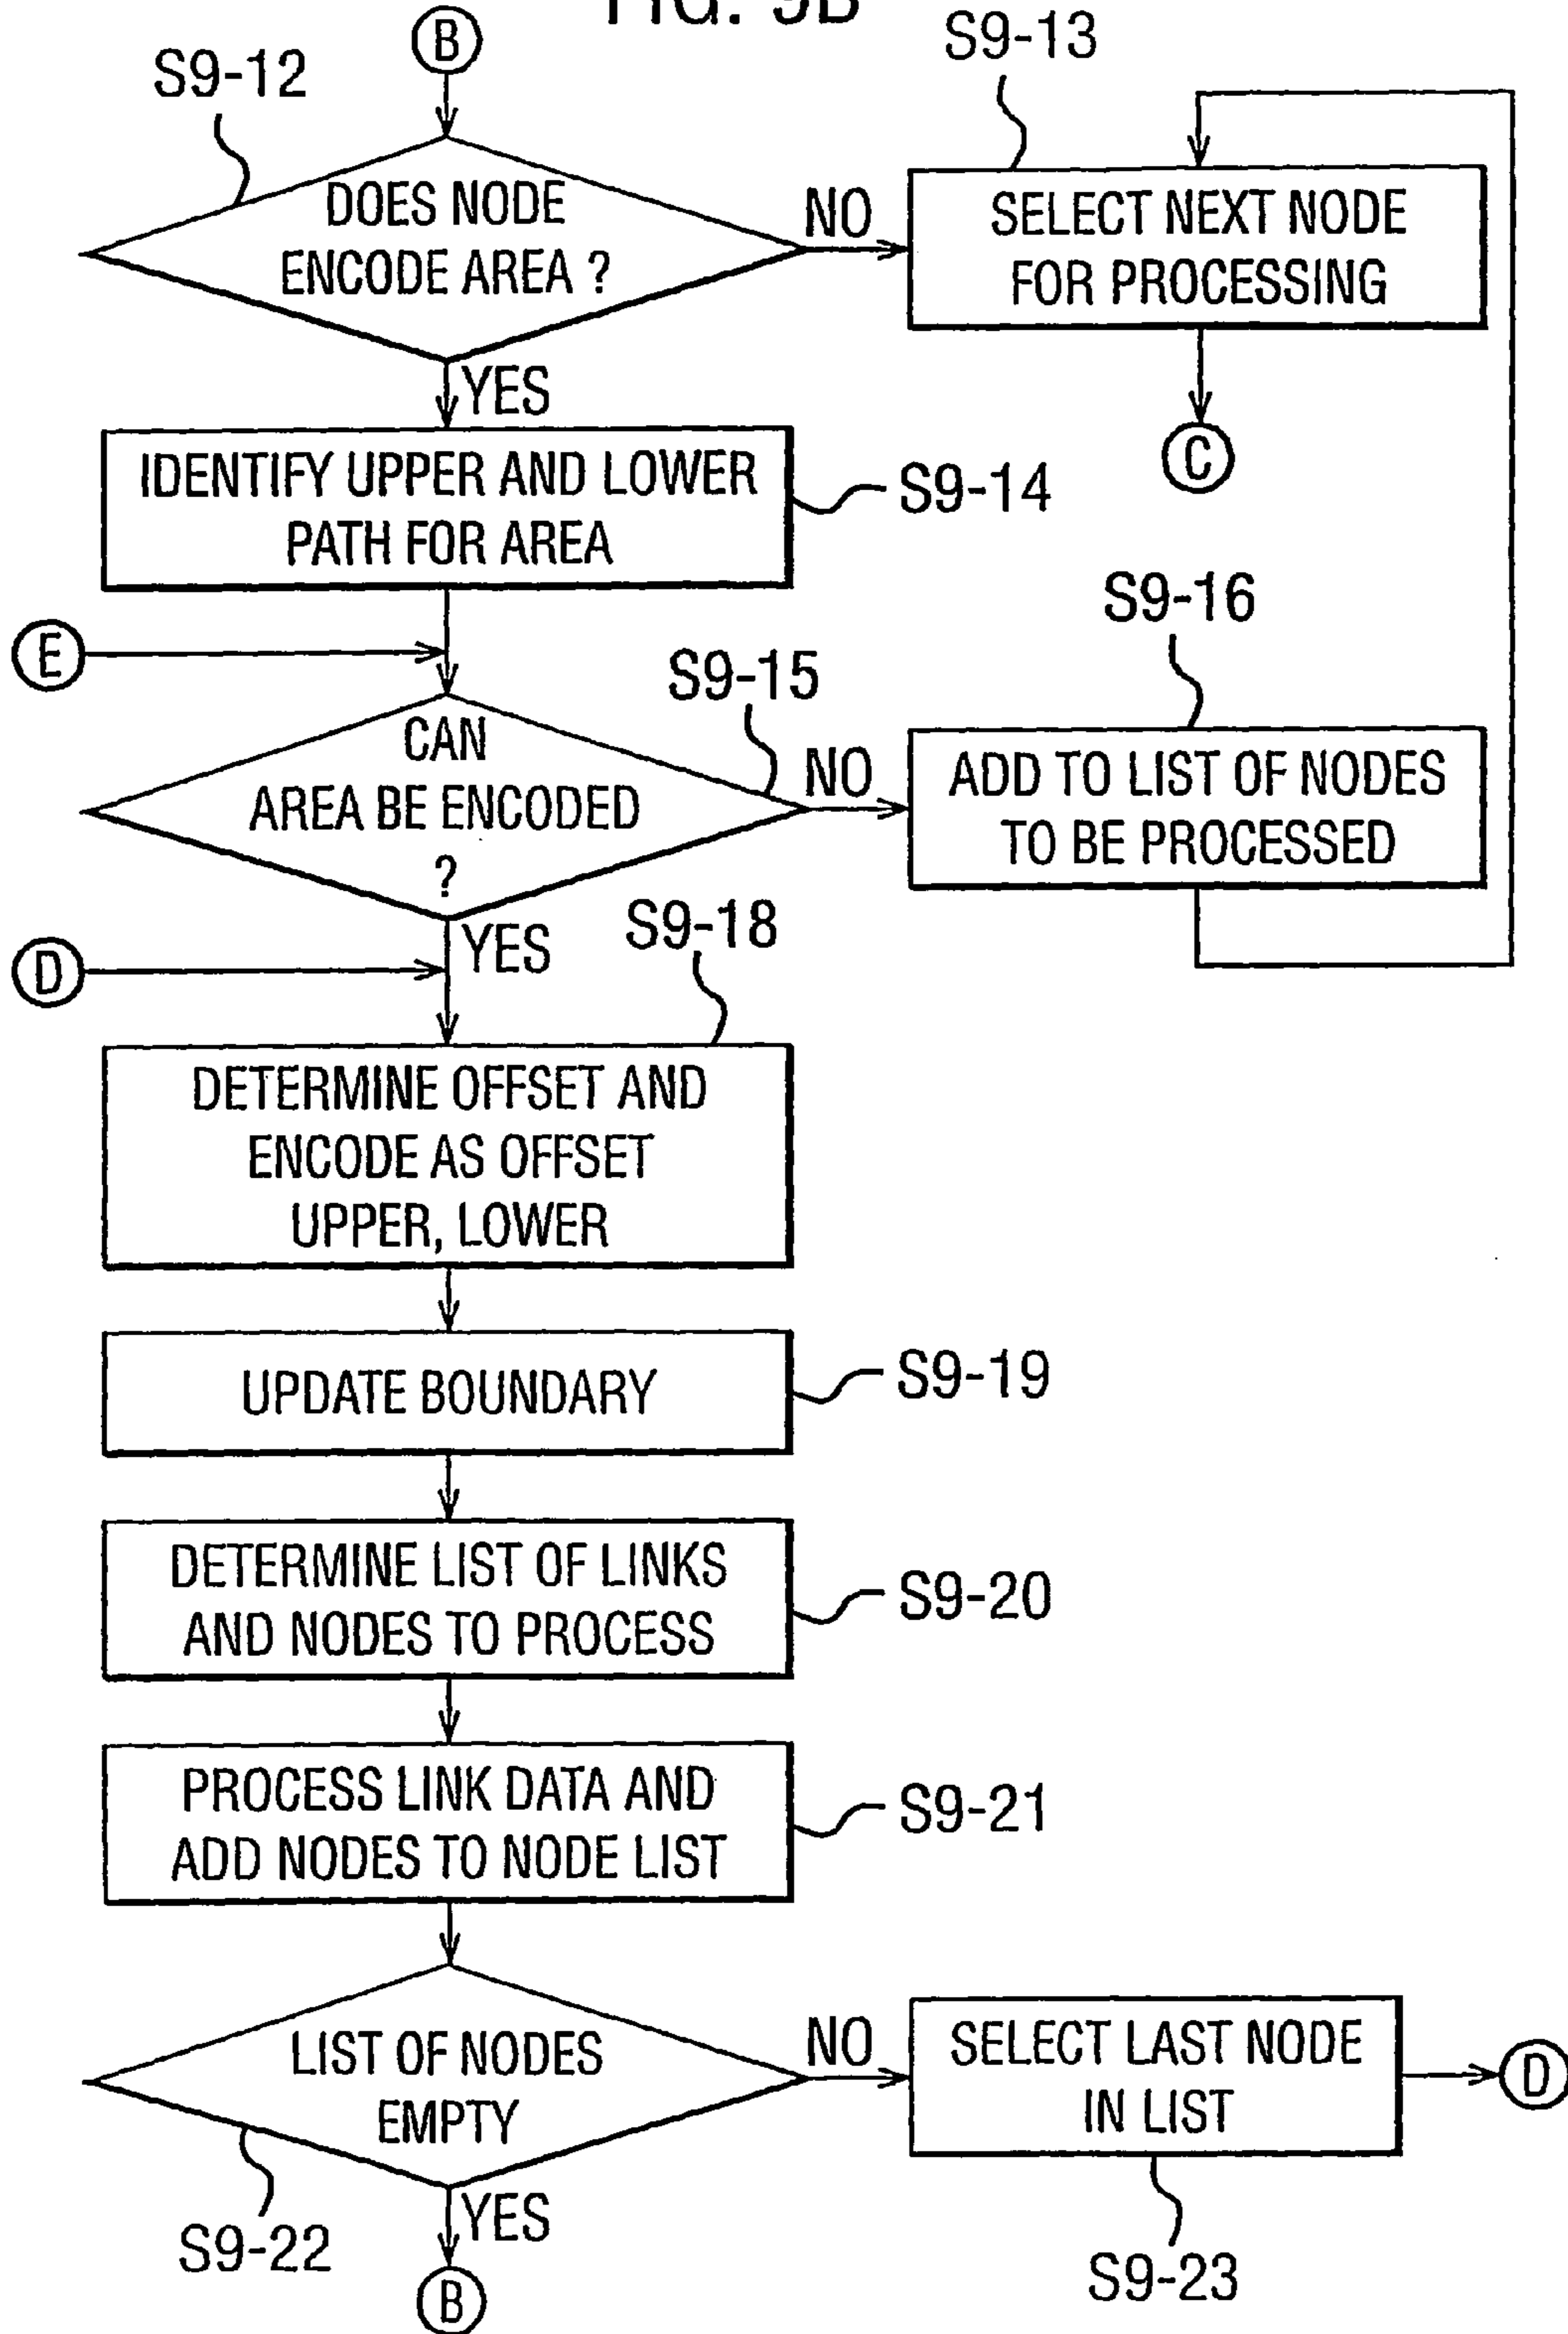 FIG. 9B
B
S9-12
S9-13
DOES NODE
ENCODE AREA ?
NO
SELECT NEXT NODE
FOR PROCESSING
YES
C
IDENTIFY UPPER AND LOWER
PATH FOR AREA
S9-14
E
S9-15
S9-16
CAN
AREA BE ENCODED
?
NO
ADD TO LIST OF NODES
TO BE PROCESSED
YES
D
S9-18
DETERMINE OFFSET AND
ENCODE AS OFFSET
UPPER, LOWER
UPDATE BOUNDARY
S9-19
DETERMINE LIST OF LINKS
AND NODES TO PROCESS
S9-20
PROCESS LINK DATA AND
ADD NODES TO NODE LIST
S9-21
LIST OF NODES
EMPTY
NO
SELECT LAST NODE
IN LIST
D
S9-22
YES
S9-23
B